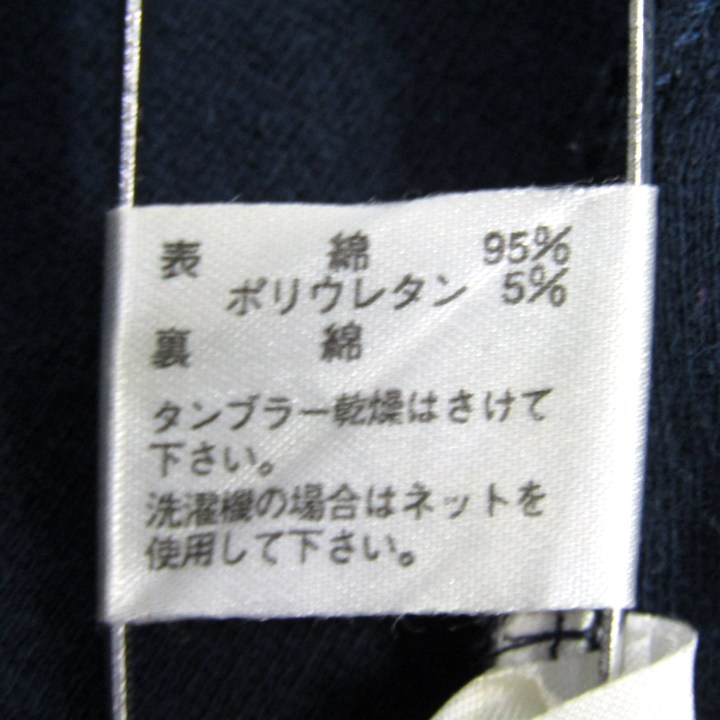 表 綿 95%
ポリウレタン 5%
裏 綿
タンブラー乾燥はさけて
下さい。
洗濯機の場合はネットを
使用して下さい。